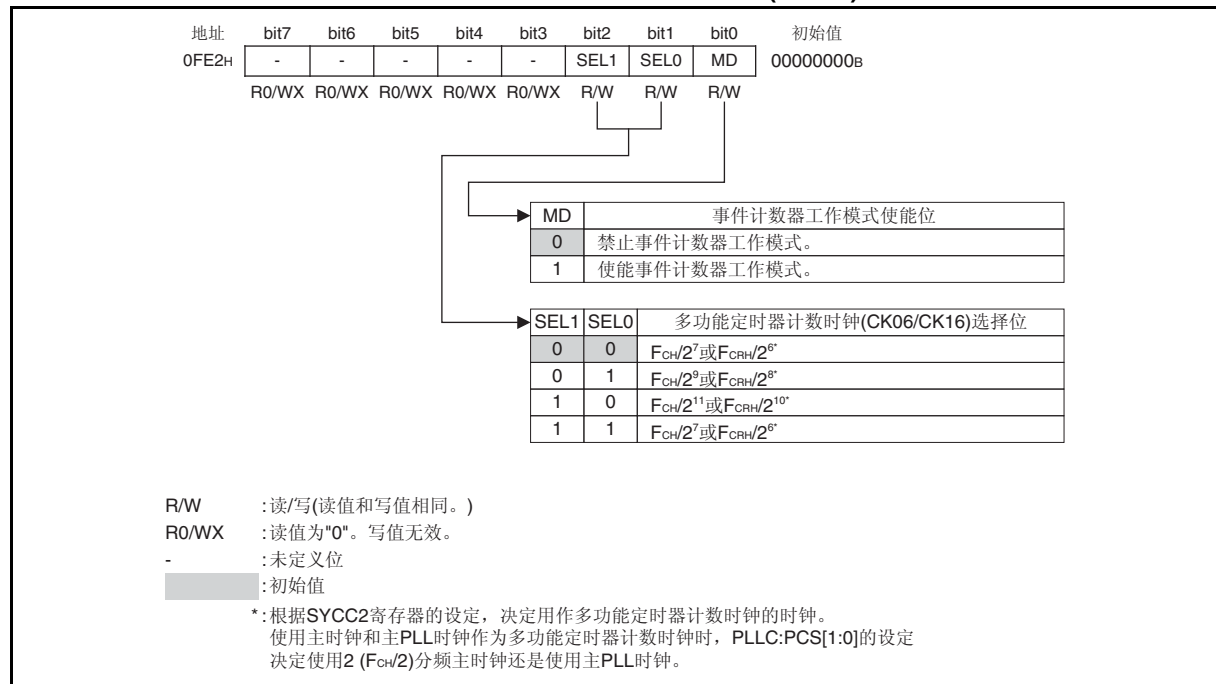 地址 bit7 bit6 bit5 bit4 bit3 bit2 bit1 bit0 初始值
0FE2H - - - - - SEL1 SEL0 MD 00000000B
R0/WX R0/WX R0/WX R0/WX R0/WX R/W R/W R/W
MD 事件计数器工作模式使能位
0 禁止事件计数器工作模式。
1 使能事件计数器工作模式。
SEL1 SEL0 多功能定时器计数时钟(CK06/CK16)选择位
0 0 FCH/2⁷或FCRH/2⁶*
0 1 FCH/2⁹或FCRH/2⁸*
1 0 FCH/2¹¹或FCRH/2¹⁰*
1 1 FCH/2⁷或FCRH/2⁶*
R/W :读/写(读值和写值相同。)
R0/WX :读值为"0"。写值无效。
- :未定义位
:初始值
*:根据SYCC2寄存器的设定，决定用作多功能定时器计数时钟的时钟。
使用主时钟和主PLL时钟作为多功能定时器计数时钟时，PLLC:PCS[1:0]的设定
决定使用2 (FCH/2)分频主时钟还是使用主PLL时钟。